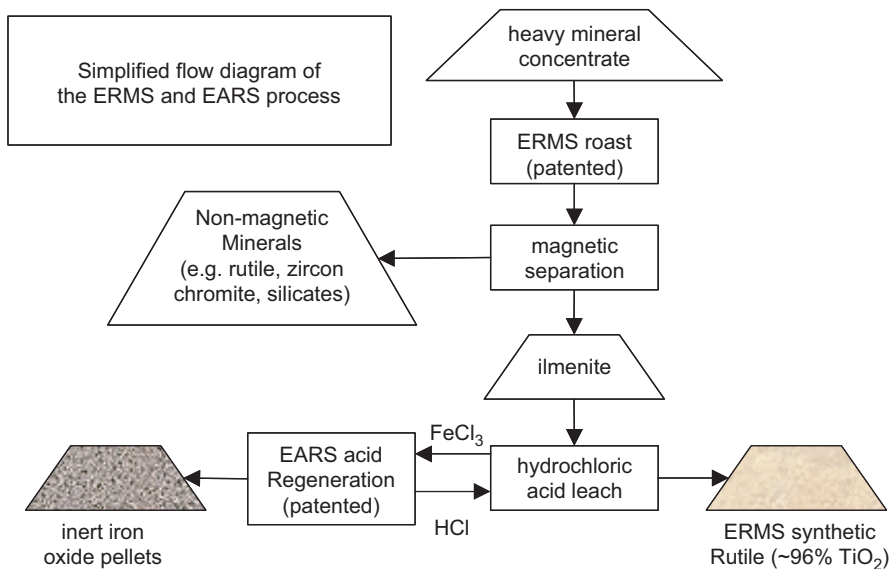 Simplified flow diagram of
the ERMS and EARS process
heavy mineral
concentrate
ERMS roast
(patented)
Non-magnetic
Minerals
(e.g. rutile, zircon
chromite, silicates)
magnetic
separation
ilmenite
FeCl₃
EARS acid
Regeneration
(patented)
hydrochloric
acid leach
HCl
inert iron
oxide pellets
ERMS synthetic
Rutile (~96% TiO₂)